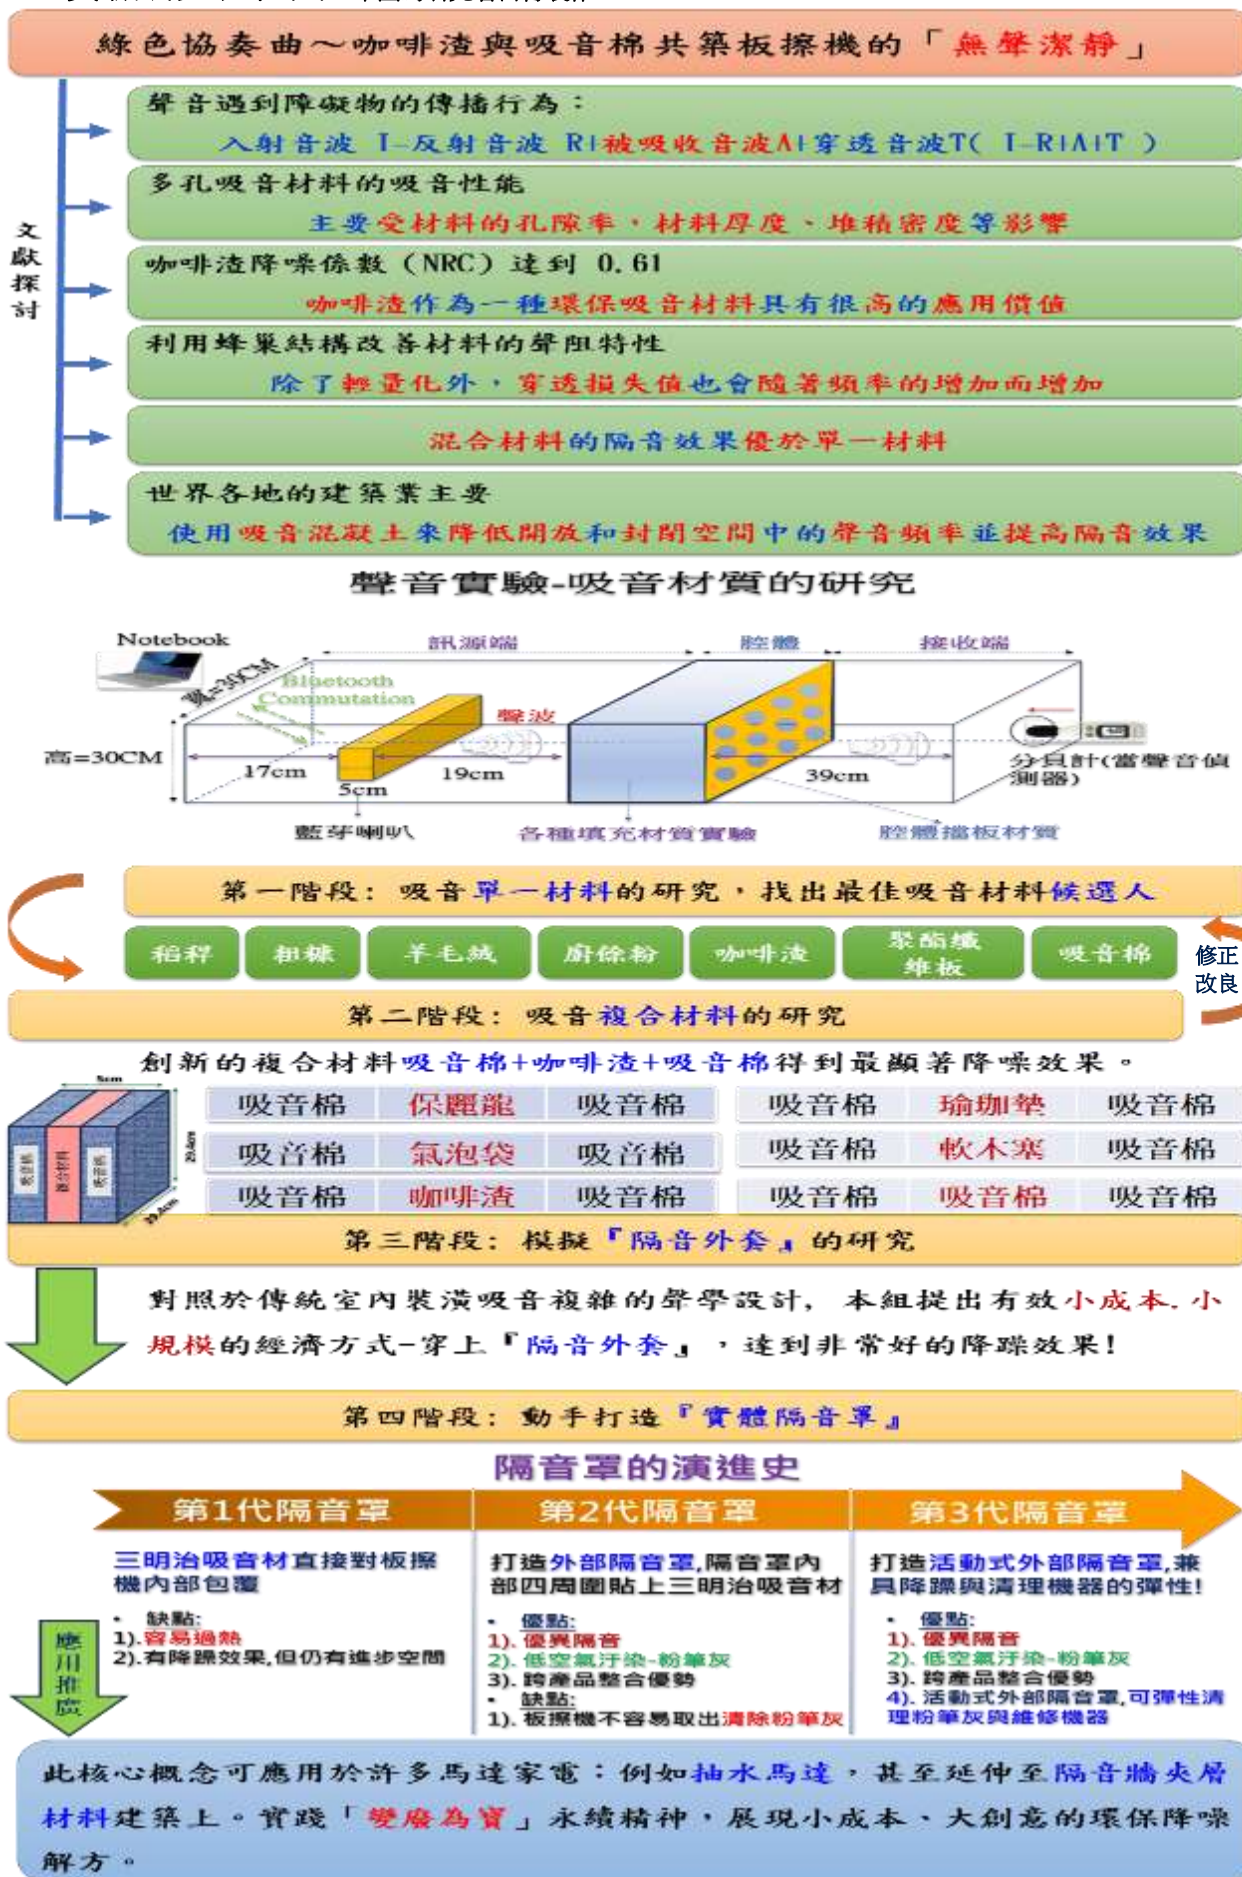 綠色協奏曲～咖啡渣與吸音棉共築板擦機的「無聲潔靜」
文獻探討
聲音遇到障礙物的傳播行為：
入射音波 I=反射音波 R+被吸收音波A+穿透音波T( I=R+A+T )
多孔吸音材料的吸音性能
主要受材料的孔隙率，材料厚度、堆積密度等影響
咖啡渣降噪係數（NRC）達到 0.61
咖啡渣作為一種環保吸音材料具有很高的應用價值
利用蜂巢結構改善材料的聲阻特性
除了輕量化外，穿透損失值也會隨著頻率的增加而增加
混合材料的隔音效果優於單一材料
世界各地的建築業主要
使用吸音混凝土來降低開放和封閉空間中的聲音頻率並提高隔音效果
聲音實驗-吸音材質的研究
Notebook
訊源端
腔體
接收端
寬=30CM
Bluetooth
Commutation
聲波
高=30CM
17cm
5cm
19cm
39cm
分貝計(當聲音偵
測器)
藍芽喇叭
各種填充材質實驗
腔體擋板材質
第一階段: 吸音單一材料的研究，找出最佳吸音材料候選人
稻稈
粗糠
羊毛絨
廚餘粉
咖啡渣
聚酯纖
維板
吸音棉
修正
改良
第二階段: 吸音複合材料的研究
創新的複合材料吸音棉+咖啡渣+吸音棉得到最顯著降噪效果。
5cm
29.4cm
29.4cm
吸音棉
複合材料
吸音棉
吸音棉 保麗龍 吸音棉 吸音棉 瑜珈墊 吸音棉
吸音棉 氣泡袋 吸音棉 吸音棉 軟木塞 吸音棉
吸音棉 咖啡渣 吸音棉 吸音棉 吸音棉 吸音棉
第三階段: 模擬『隔音外套』的研究
對照於傳統室內裝潢吸音複雜的聲學設計, 本組提出有效小成本.小
規模的經濟方式-穿上『隔音外套』，達到非常好的降躁效果!
第四階段: 動手打造『實體隔音罩』
隔音罩的演進史
第1代隔音罩
第2代隔音罩
第3代隔音罩
三明治吸音材直接對板擦
機內部包覆
• 缺點:
1).容易過熱
2).有降躁效果,但仍有進步空間
打造外部隔音罩,隔音罩內
部四周圍貼上三明治吸音材
• 優點:
1). 優異隔音
2). 低空氣汙染-粉筆灰
3). 跨產品整合優勢
• 缺點:
1). 板擦機不容易取出清除粉筆灰
打造活動式外部隔音罩,兼
具降躁與清理機器的彈性!
• 優點:
1). 優異隔音
2). 低空氣汙染-粉筆灰
3). 跨產品整合優勢
4). 活動式外部隔音罩,可彈性清
理粉筆灰與維修機器
應用推廣
此核心概念可應用於許多馬達家電：例如抽水馬達，甚至延伸至隔音牆夾層
材料建築上。實踐「變廢為寶」永續精神，展現小成本、大創意的環保降噪
解方。